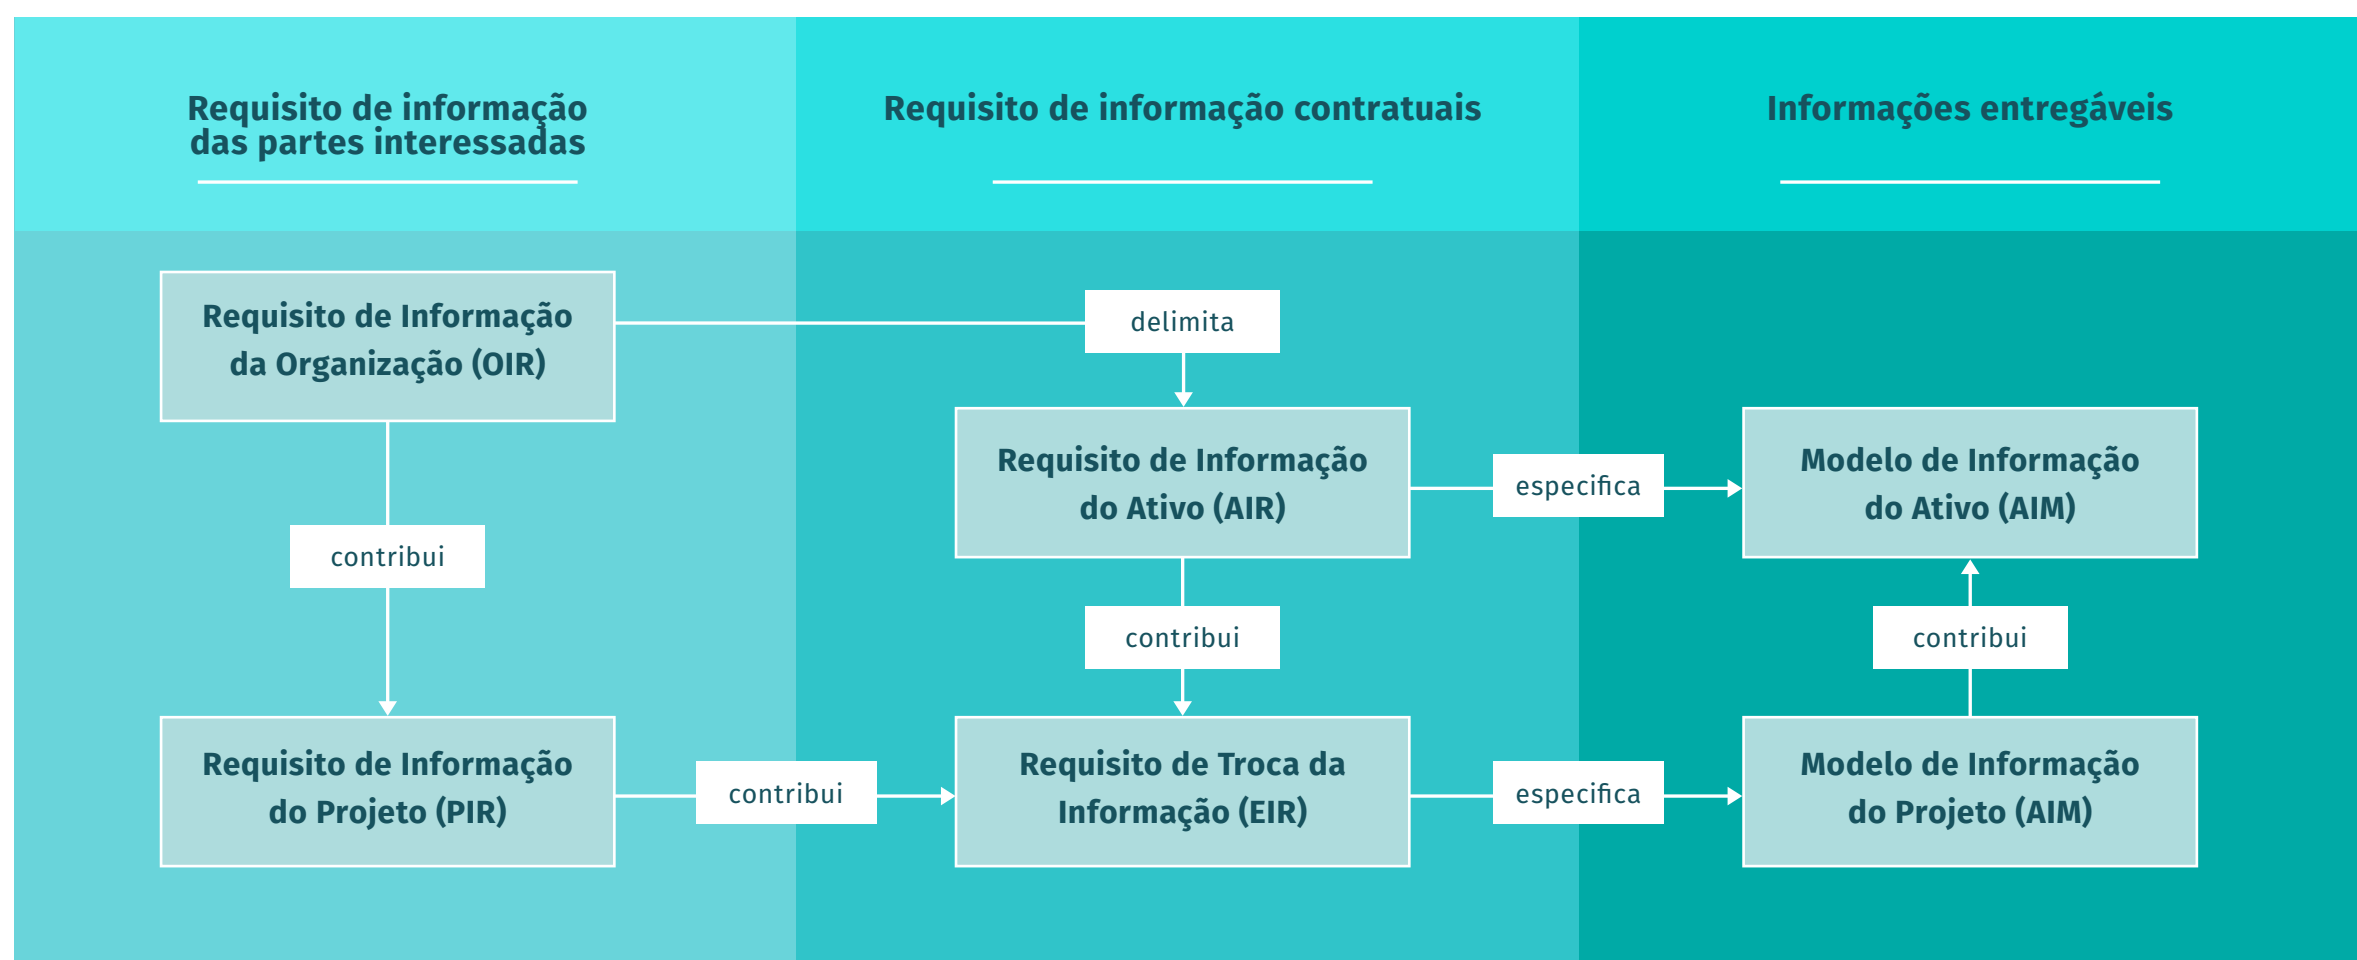 Requisito de informação
das partes interessadas
Requisito de informação contratuais
Informações entregáveis
Requisito de Informação
da Organização (OIR)
delimita
Requisito de Informação
do Ativo (AIR)
especifica
Modelo de Informação
do Ativo (AIM)
contribui
contribui
contribui
Requisito de Informação
do Projeto (PIR)
contribui
Requisito de Troca da
Informação (EIR)
especifica
Modelo de Informação
do Projeto (AIM)